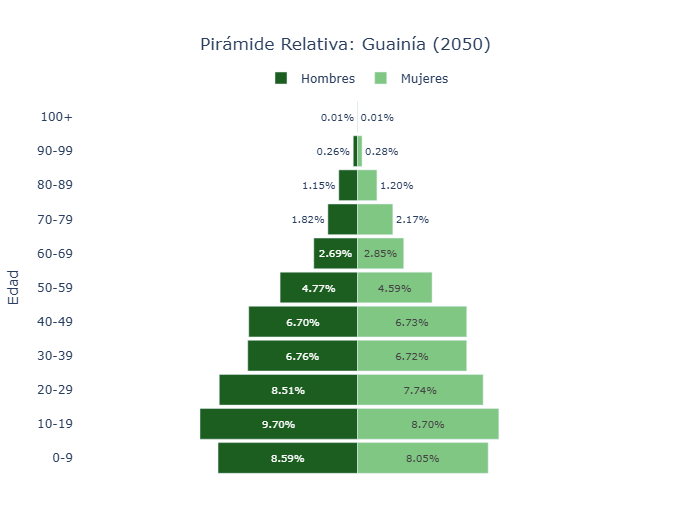 Pirámide Relativa: Guainía (2050)
Hombres Mujeres
100+ 0.01% 0.01%
90-99 0.26% 0.28%
80-89 1.15% 1.20%
70-79 1.82% 2.17%
60-69 2.69% 2.85%
50-59 4.77% 4.59%
40-49 6.70% 6.73%
30-39 6.76% 6.72%
20-29 8.51% 7.74%
10-19 9.70% 8.70%
0-9 8.59% 8.05%
Edad